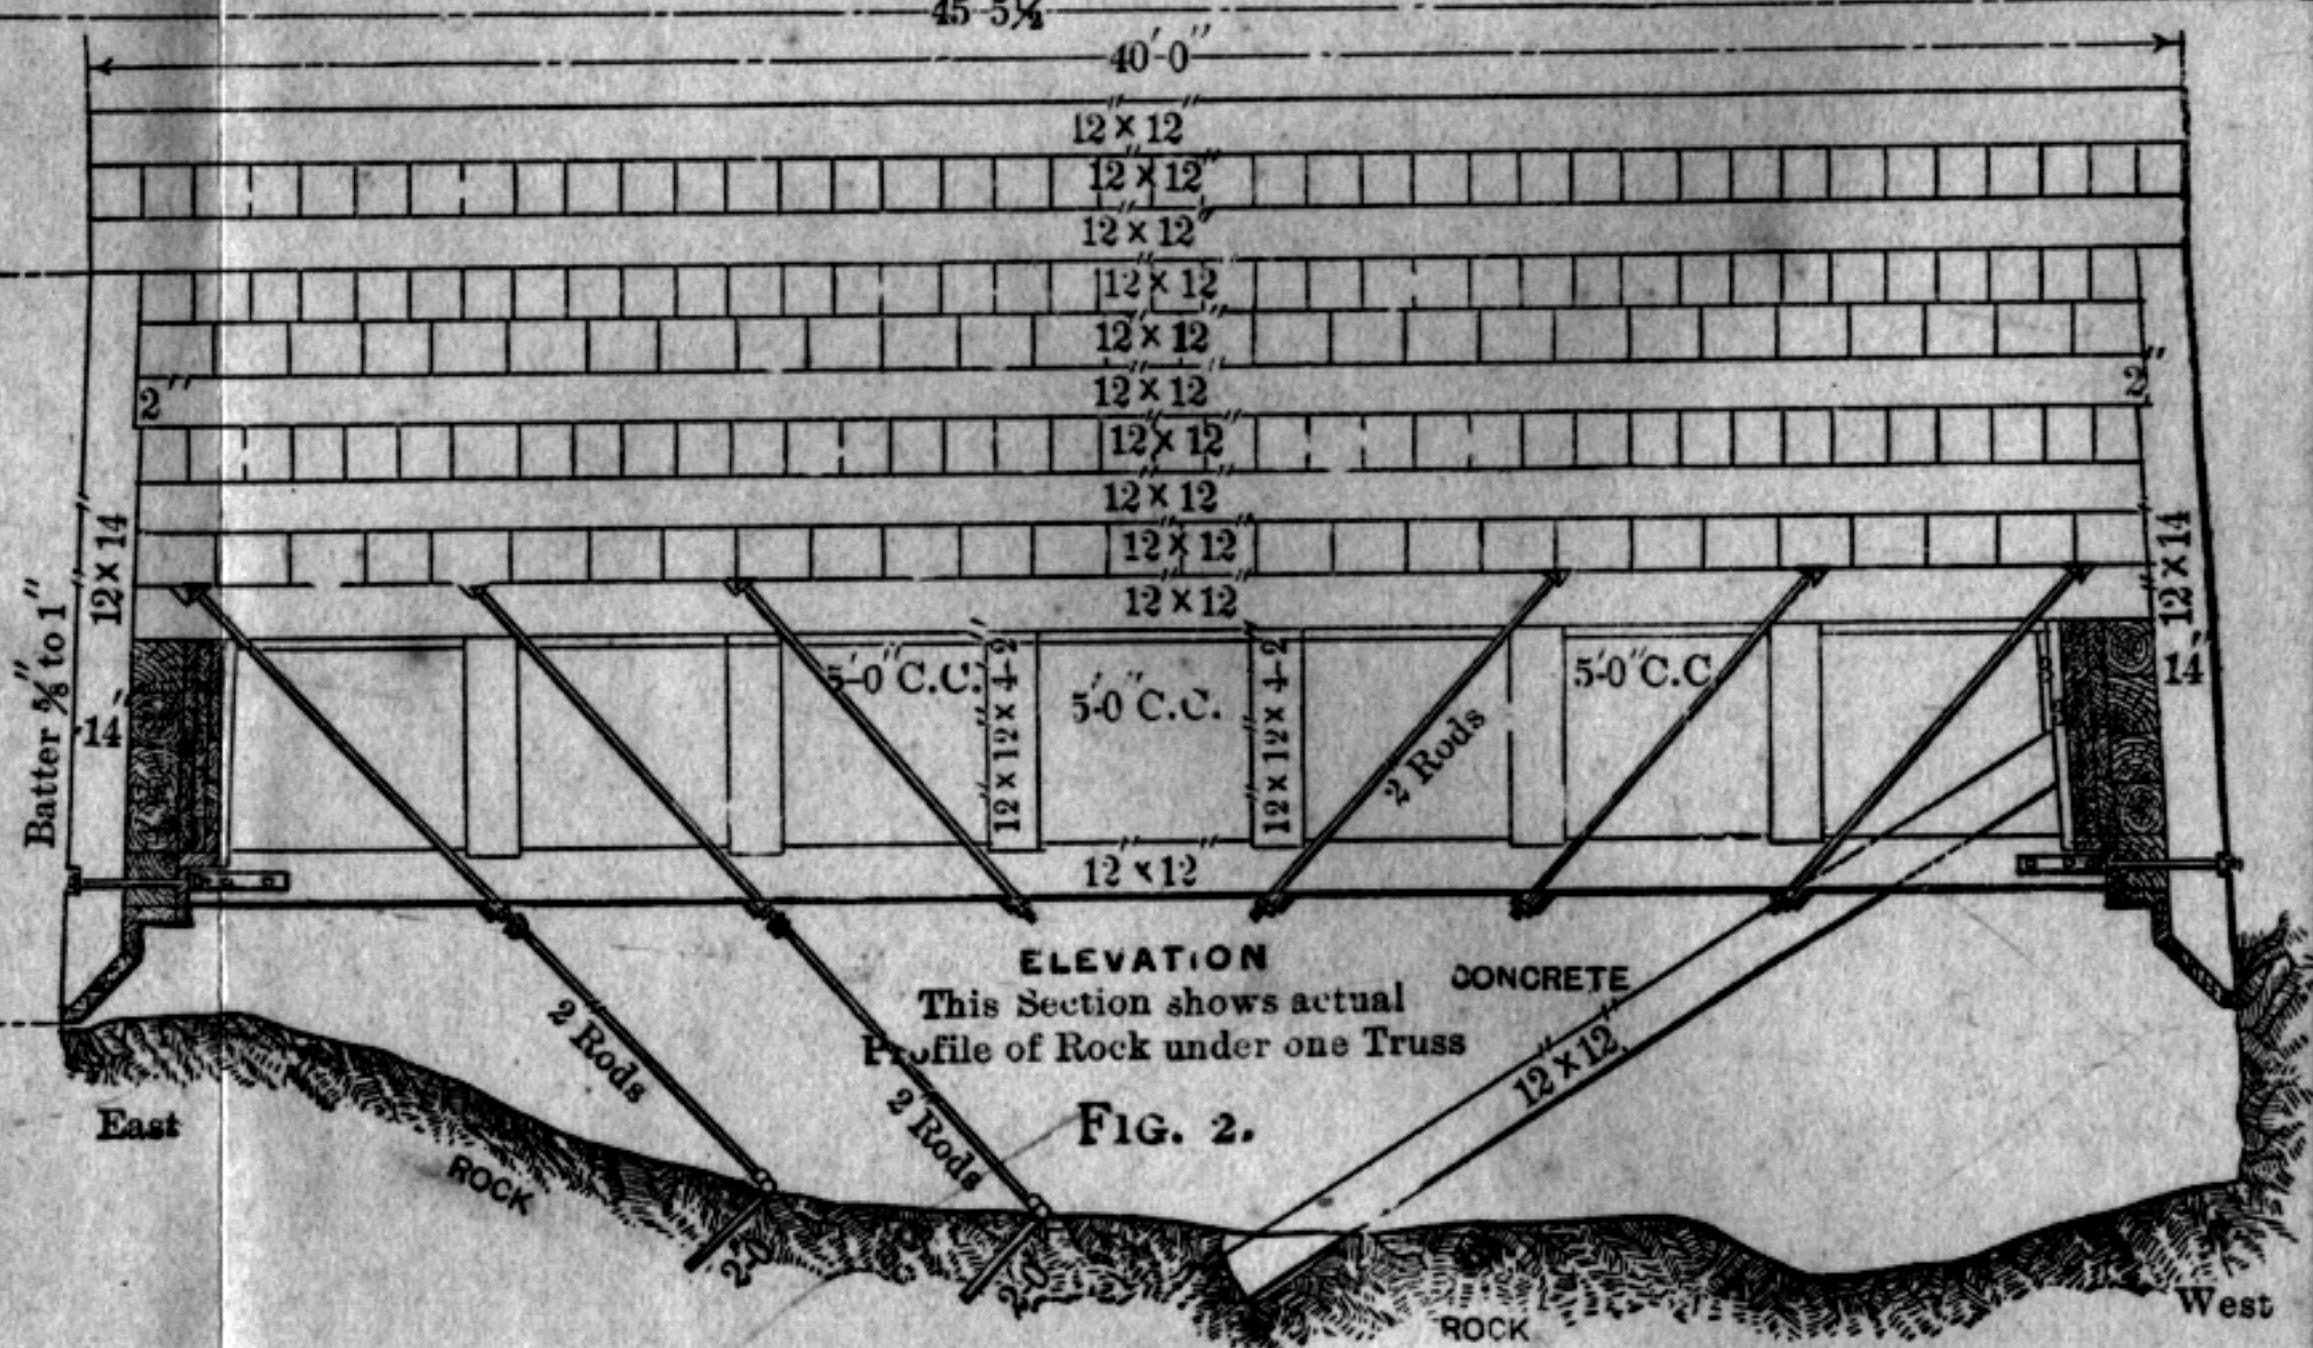 45-5½
40'-0"
12"×12"
12"×12"
12"×12"
12"×12"
12"×12"
2"
12"×12"
2"
12"×12"
12"×12"
12"×12"
12"×12"
12"×14"
12"×14"
Batter ⅝" to 1"
14"
14"
5'-0"C.C.
12"×12"×4'-2"
5'-0"C.C.
12"×12"×4'-2"
5'-0"C.C.
2"Rods
12"×12"
ELEVATION
This Section shows actual
Profile of Rock under one Truss
CONCRETE
12"×12"
2"Rods
2"Rods
FIG. 2.
East
ROCK
2'-0
2'-0
West
ROCK